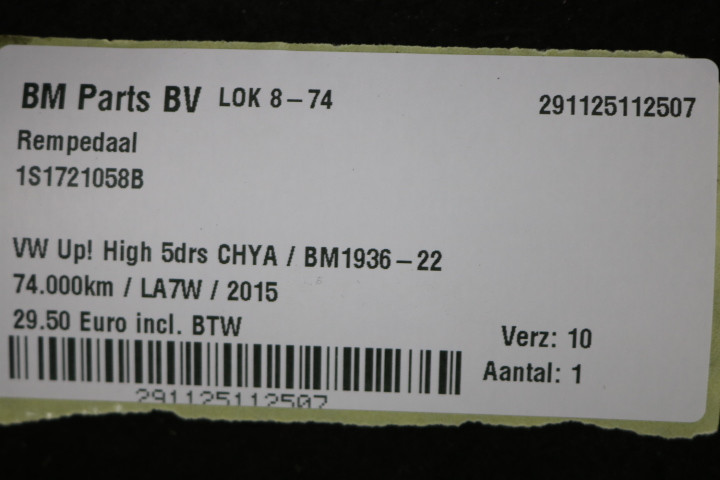 BM Parts BV LOK 8-74 291125112507
Rempedaal
1S1721058B
VW Up! High 5drs CHYA / BM1936-22
74.000km / LA7W / 2015
29.50 Euro incl. BTW
Verz: 10
Aantal: 1
291125112507